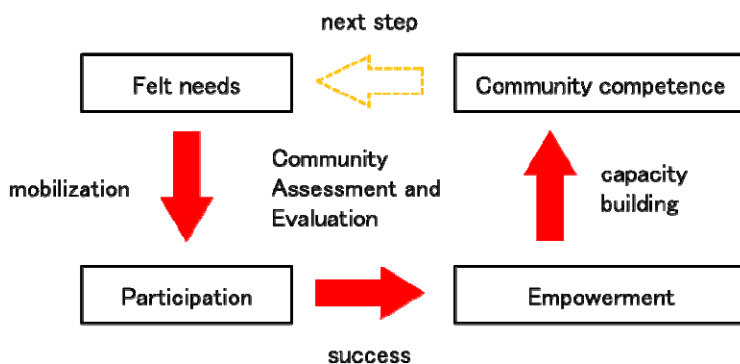 next step
Felt needs
Community competence
mobilization
Community
Assessment and
Evaluation
capacity
building
Participation
Empowerment
success